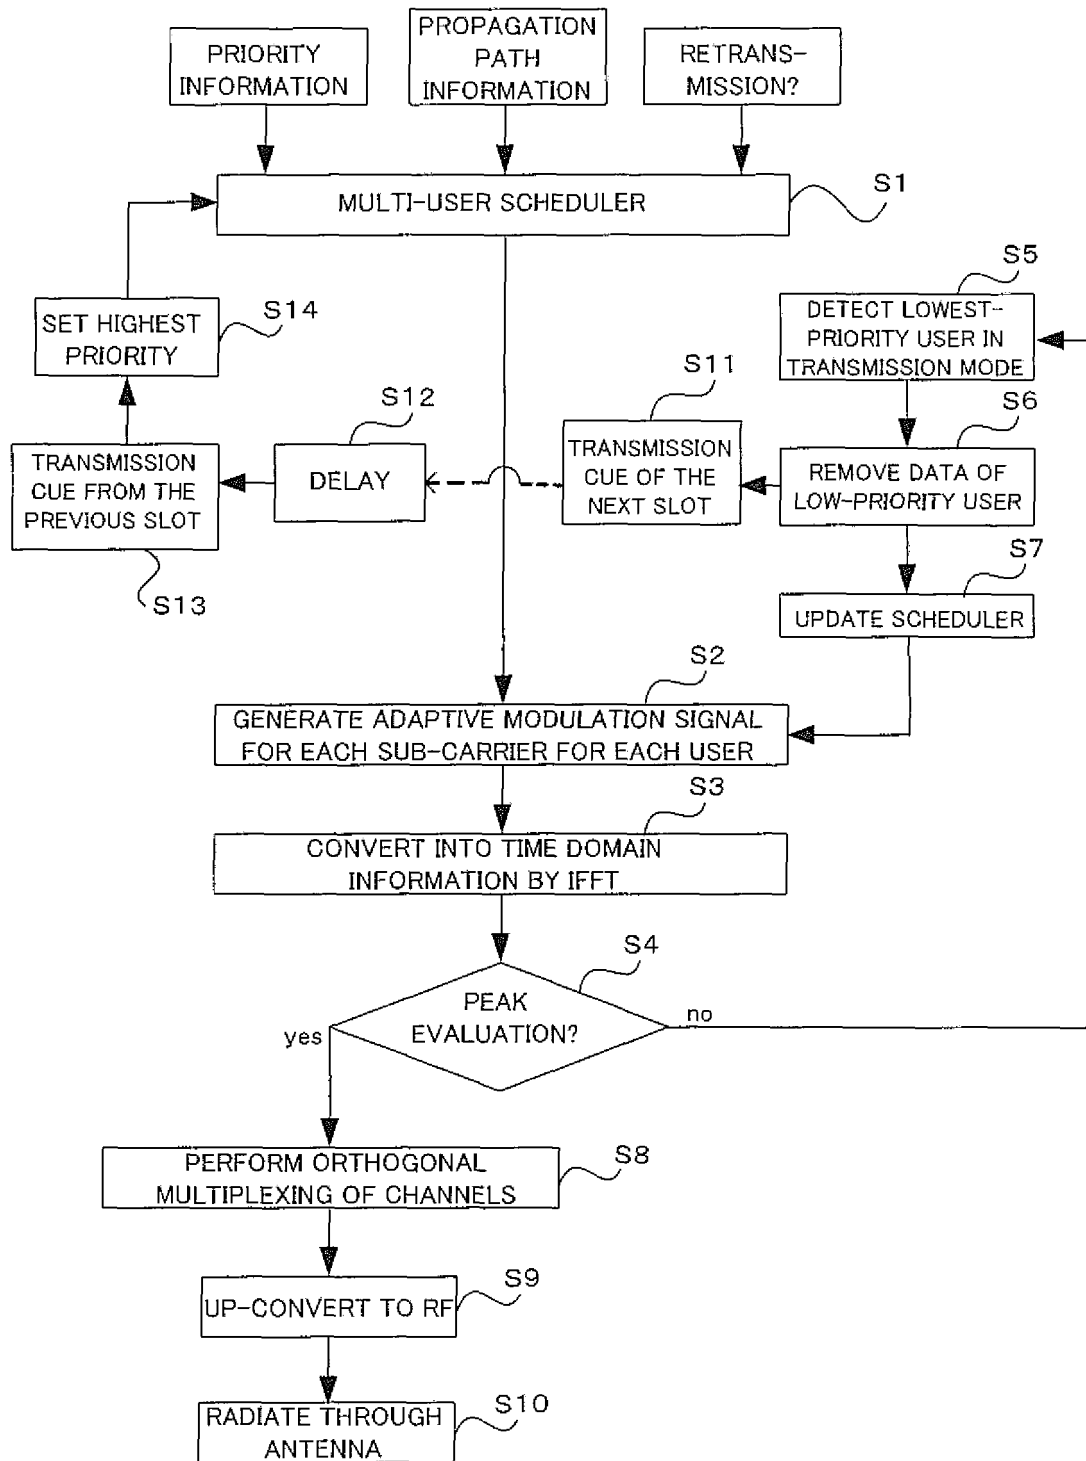 PRIORITY
INFORMATION
PROPAGATION
PATH
INFORMATION
RETRANS-
MISSION?
MULTI-USER SCHEDULER
S1
SET HIGHEST
PRIORITY
S14
S5
DETECT LOWEST-
PRIORITY USER IN
TRANSMISSION MODE
S11
S12
S6
TRANSMISSION
CUE FROM THE
PREVIOUS SLOT
DELAY
TRANSMISSION
CUE OF THE
NEXT SLOT
REMOVE DATA OF
LOW-PRIORITY USER
S13
S7
UPDATE SCHEDULER
S2
GENERATE ADAPTIVE MODULATION SIGNAL
FOR EACH SUB-CARRIER FOR EACH USER
S3
CONVERT INTO TIME DOMAIN
INFORMATION BY IFFT
S4
PEAK
EVALUATION?
yes
no
PERFORM ORTHOGONAL
MULTIPLEXING OF CHANNELS
S8
UP-CONVERT TO RF
S9
RADIATE THROUGH
ANTENNA
S10